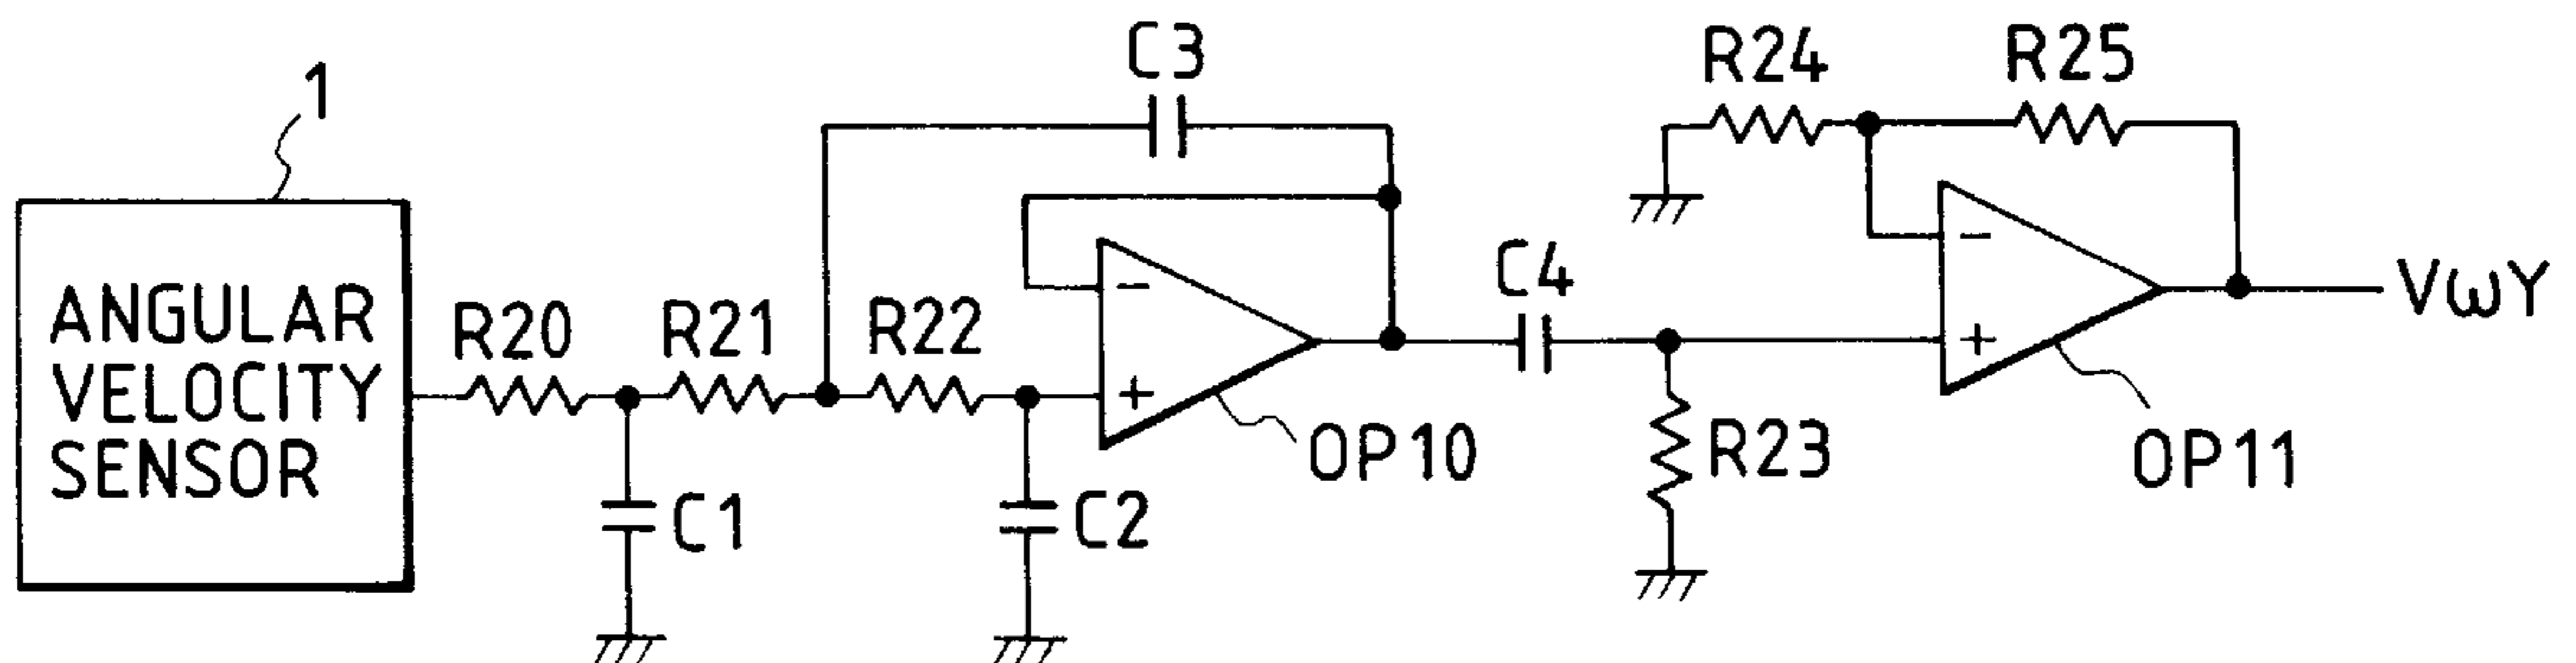 1
ANGULAR
VELOCITY
SENSOR
R20
C1
R21
C3
R22
C2
-
+
OP10
C4
R23
R24
R25
-
+
OP11
VωY